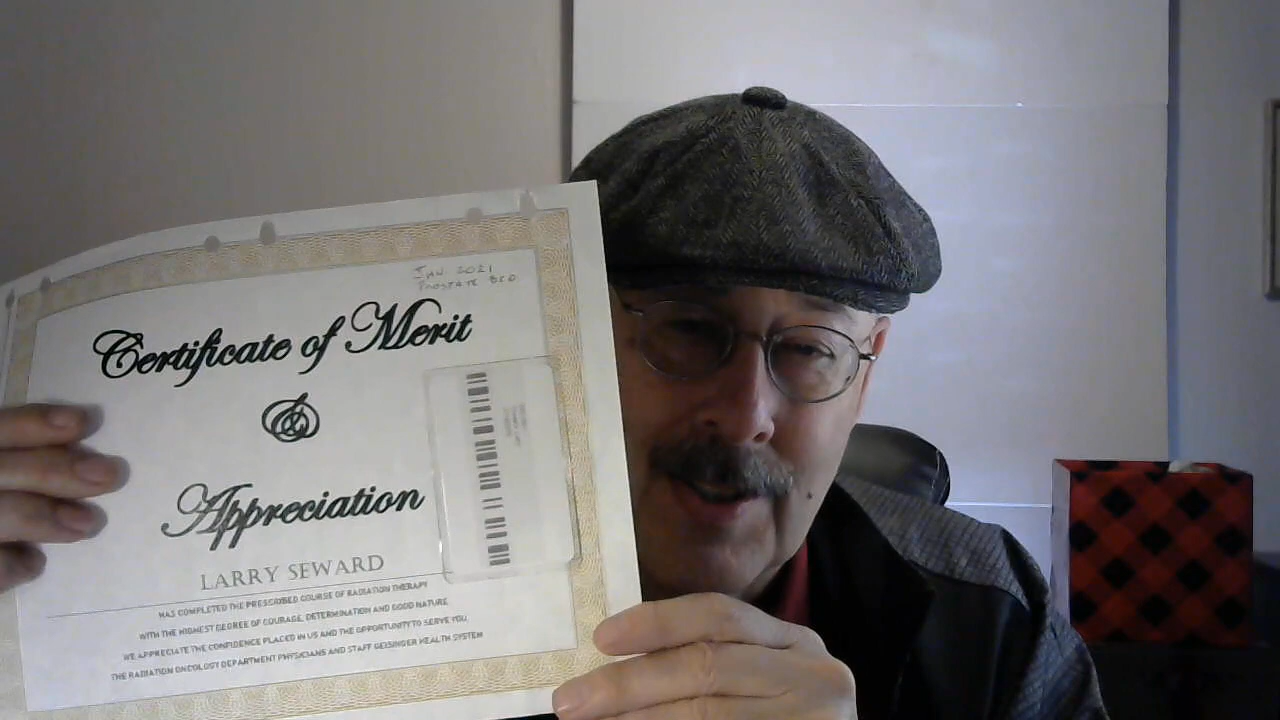 JAN 2021
PROSTATE BED
Certificate of Merit
&
Appreciation
LARRY SEWARD
HAS COMPLETED THE PRESCRIBED COURSE OF RADIATION THERAPY
WITH THE HIGHEST DEGREE OF COURAGE, DETERMINATION AND GOOD NATURE
WE APPRECIATE THE CONFIDENCE PLACED IN US AND THE OPPORTUNITY TO SERVE YOU.
THE RADIATION ONCOLOGY DEPARTMENT PHYSICIANS AND STAFF GEISINGER HEALTH SYSTEM